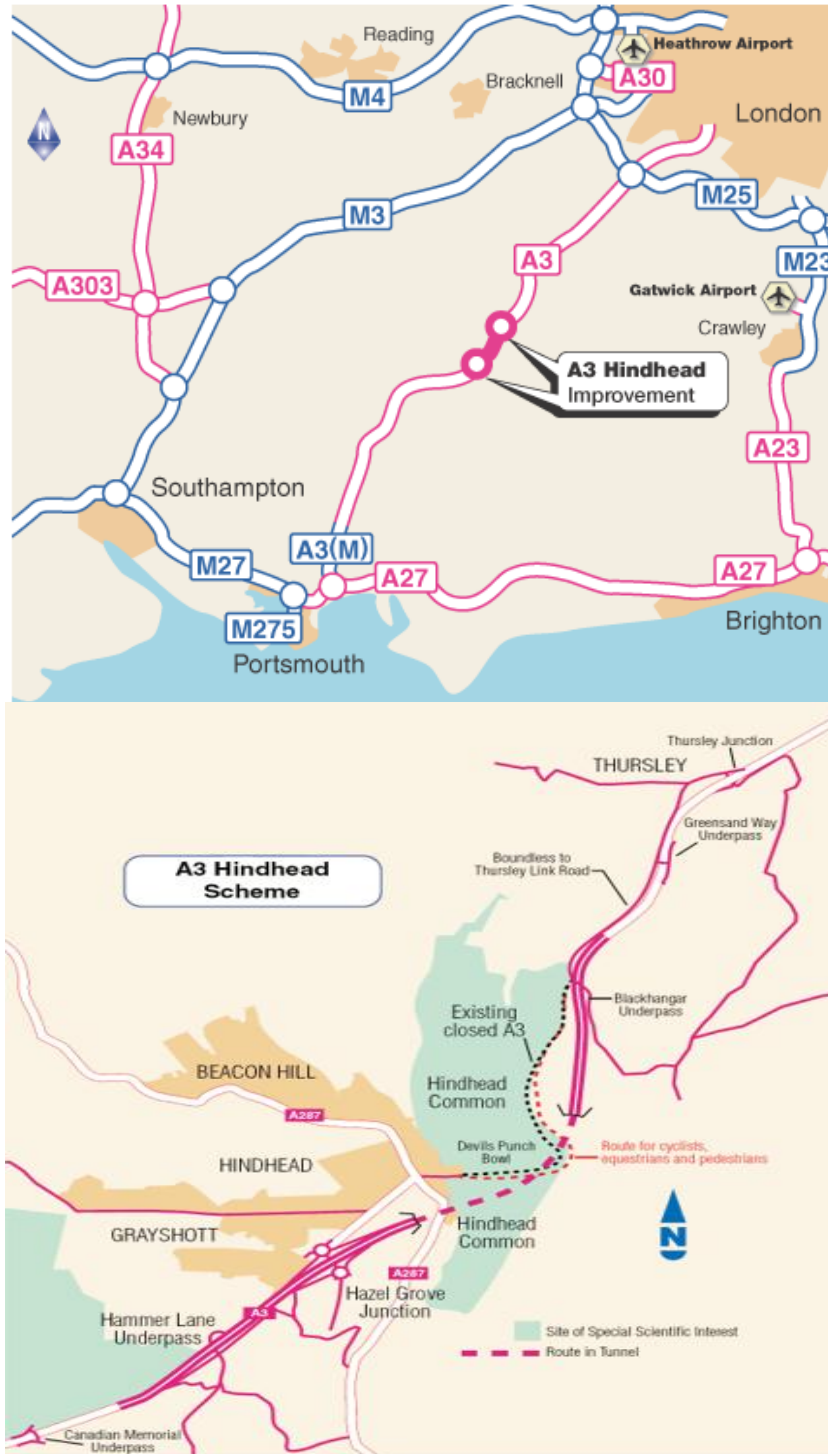 Reading
Heathrow Airport
Bracknell
A30
M4
Newbury
London
N
A34
M3
M25
A3
M23
A303
Gatwick Airport
Crawley
A3 Hindhead
Improvement
A23
Southampton
A3(M)
M27
A27
A27
M275
Brighton
Portsmouth
Thursley Junction
THURSLEY
Greensand Way
Underpass
A3 Hindhead
Scheme
Boundless to
Thursley Link Road
Blackhangar
Underpass
Existing
closed A3
BEACON HILL
Hindhead
Common
A287
Devils Punch
Bowl
Route for cyclists,
equestrians and pedestrians
HINDHEAD
GRAYSHOTT
Hindhead
Common
N
A287
Hazel Grove
Junction
A3
Hammer Lane
Underpass
Site of Special Scientific Interest
Route in Tunnel
Canadian Memorial
Underpass